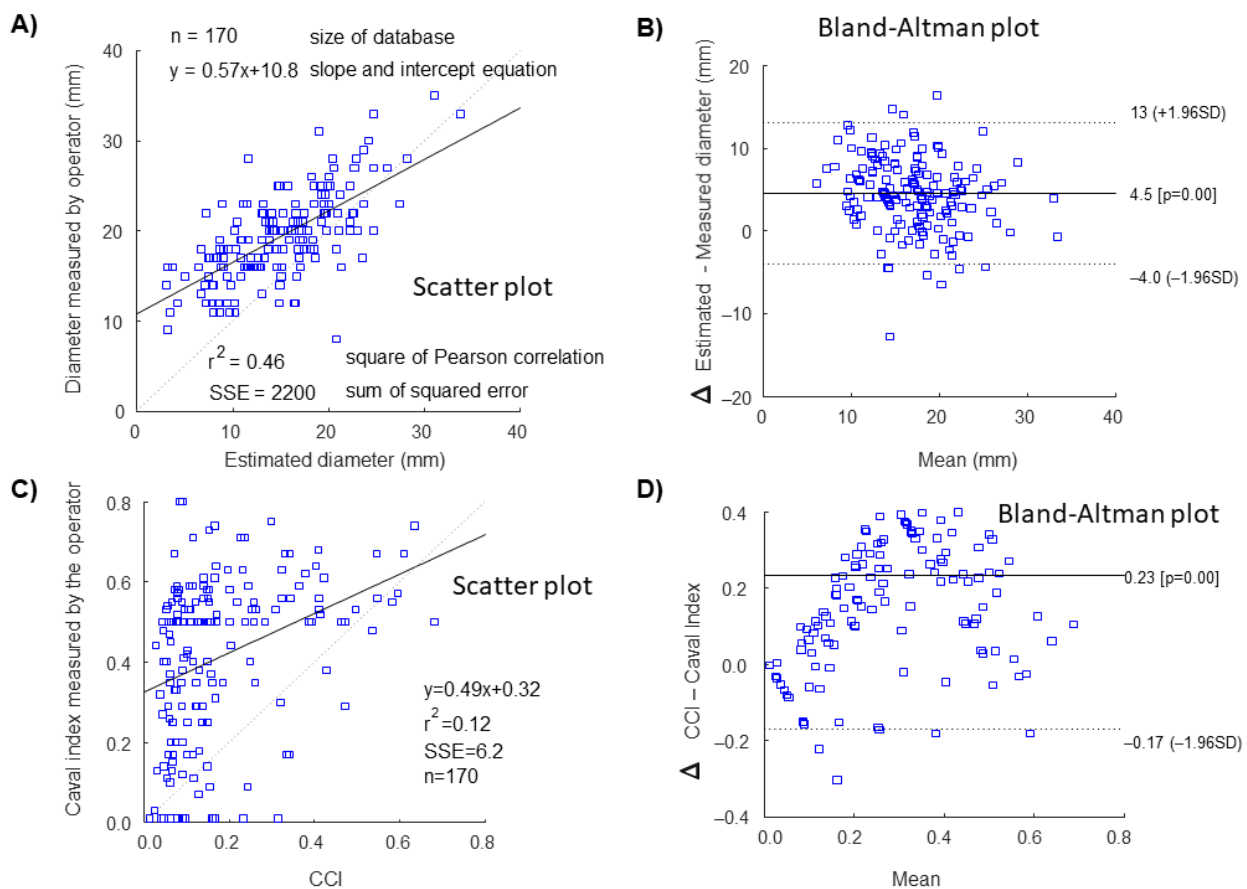 A)
n = 170 size of database
y = 0.57x+10.8 slope and intercept equation
Diameter measured by operator (mm)
40
30
20
10
0
Scatter plot
r² = 0.46 square of Pearson correlation
SSE = 2200 sum of squared error
0 10 20 30 40
Estimated diameter (mm)
B)
Bland-Altman plot
Δ Estimated - Measured diameter (mm)
20
10
0
–10
–20
13 (+1.96SD)
4.5 [p=0.00]
–4.0 (–1.96SD)
0 10 20 30 40
Mean (mm)
C)
Caval index measured by the operator
0.8
0.6
0.4
0.2
0.0
Scatter plot
y=0.49x+0.32
r²=0.12
SSE=6.2
n=170
0.0 0.2 0.4 0.6 0.8
CCI
D)
Bland-Altman plot
Δ CCI – Caval Index
0.4
0.2
0.0
–0.2
–0.4
0.23 [p=0.00]
–0.17 (–1.96SD)
0.0 0.2 0.4 0.6 0.8
Mean